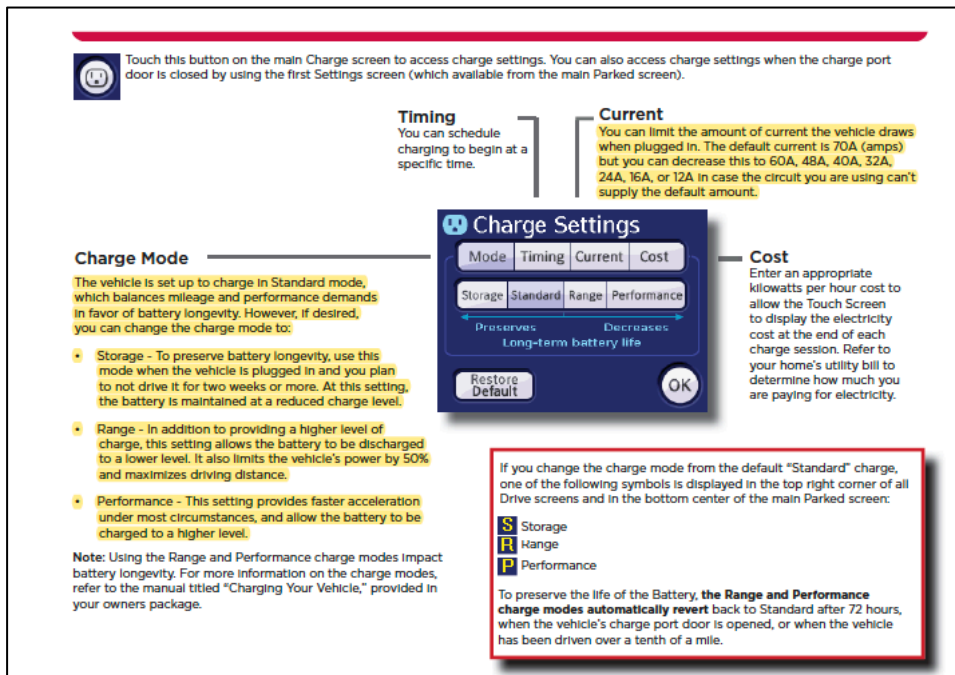 Touch this button on the main Charge screen to access charge settings. You can also access charge settings when the charge port
door is closed by using the first Settings screen (which available from the main Parked screen).
Timing
You can schedule
charging to begin at a
specific time.
Current
You can limit the amount of current the vehicle draws
when plugged in. The default current is 70A (amps)
but you can decrease this to 60A, 48A, 40A, 32A,
24A, 16A, or 12A in case the circuit you are using can't
supply the default amount.
Charge Mode
The vehicle is set up to charge in Standard mode,
which balances mileage and performance demands
in favor of battery longevity. However, if desired,
you can change the charge mode to:
• Storage - To preserve battery longevity, use this
mode when the vehicle is plugged in and you plan
to not drive it for two weeks or more. At this setting,
the battery is maintained at a reduced charge level.
• Range - In addition to providing a higher level of
charge, this setting allows the battery to be discharged
to a lower level. It also limits the vehicle's power by 50%
and maximizes driving distance.
• Performance - This setting provides faster acceleration
under most circumstances, and allow the battery to be
charged to a higher level.
Note: Using the Range and Performance charge modes impact
battery longevity. For more information on the charge modes,
refer to the manual titled "Charging Your Vehicle," provided in
your owners package.
Charge Settings
Mode Timing Current Cost
Storage Standard Range Performance
Preserves Decreases
Long-term battery life
Restore
Default
OK
Cost
Enter an appropriate
kilowatts per hour cost to
allow the Touch Screen
to display the electricity
cost at the end of each
charge session. Refer to
your home's utility bill to
determine how much you
are paying for electricity.
If you change the charge mode from the default "Standard" charge,
one of the following symbols is displayed in the top right corner of all
Drive screens and in the bottom center of the main Parked screen:
S Storage
R Range
P Performance
To preserve the life of the Battery, the Range and Performance
charge modes automatically revert back to Standard after 72 hours,
when the vehicle's charge port door is opened, or when the vehicle
has been driven over a tenth of a mile.